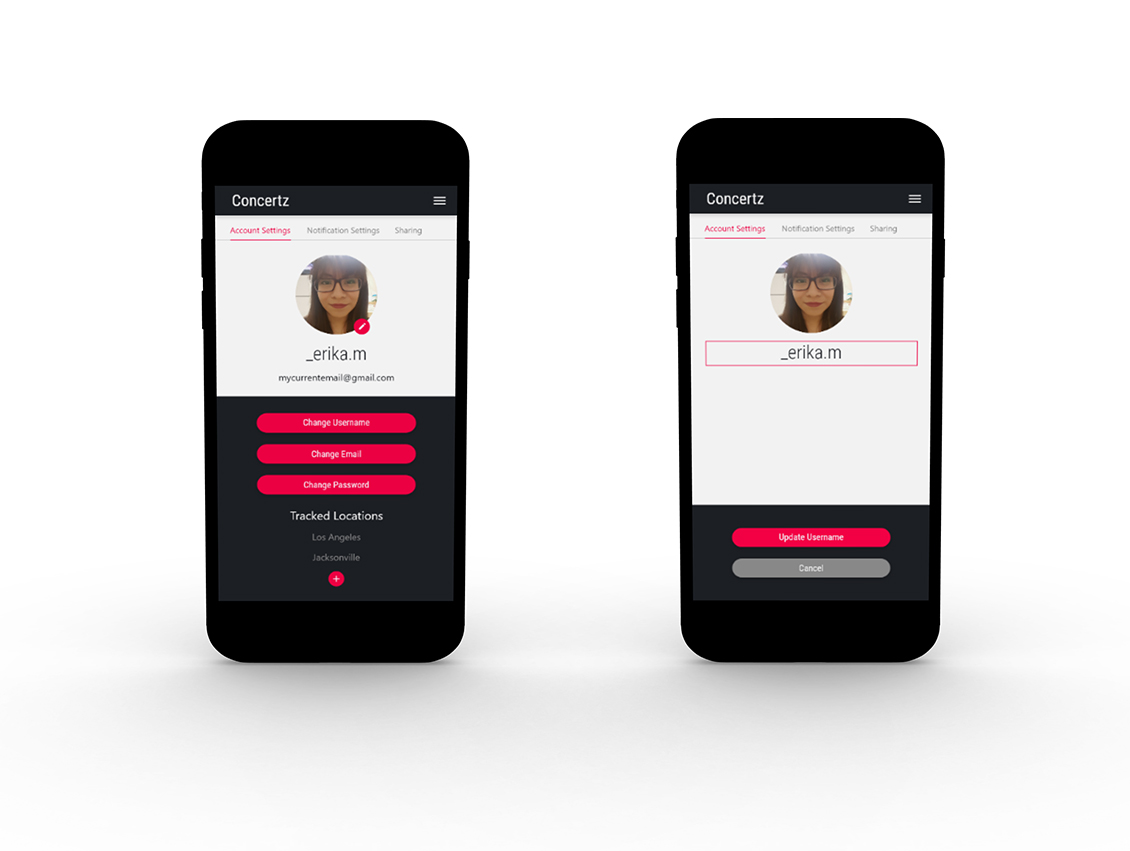 Concertz
Account Settings Notification Settings Sharing
_erika.m
mycurrentemail@gmail.com
Change Username
Change Email
Change Password
Tracked Locations
Los Angeles
Jacksonville
+
Concertz
Account Settings Notification Settings Sharing
_erika.m
Update Username
Cancel